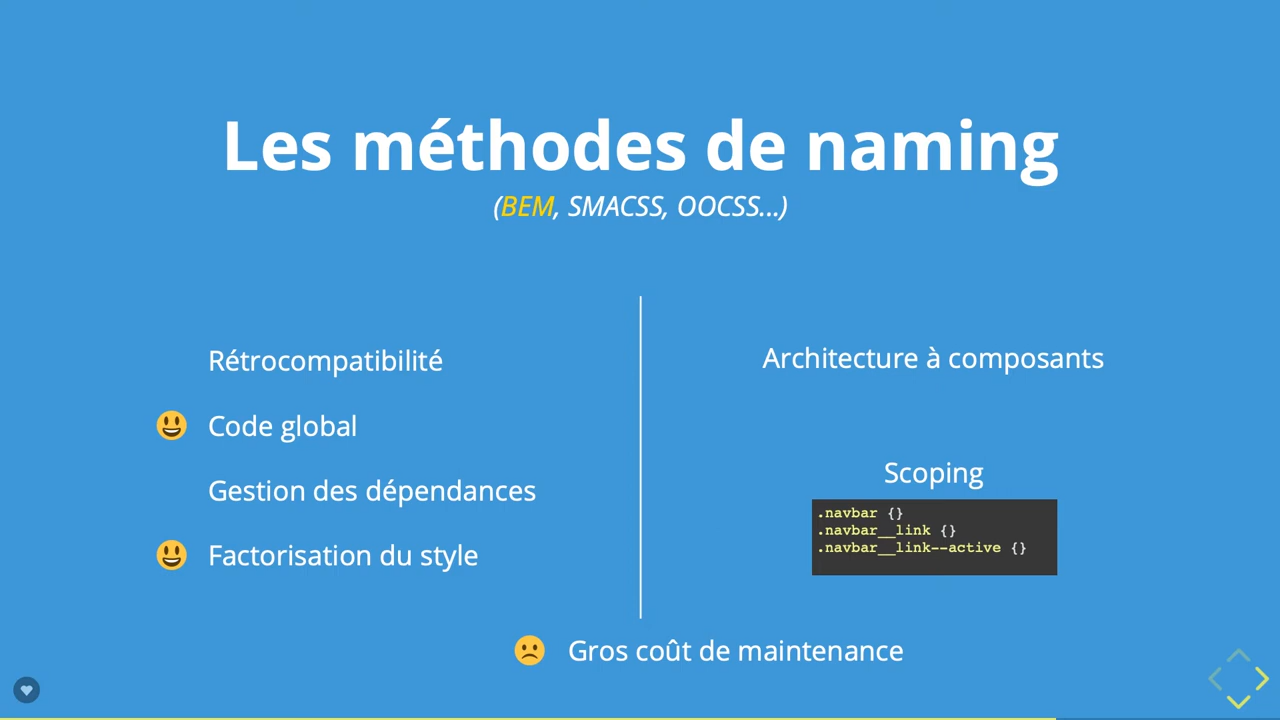 Les méthodes de naming
(BEM, SMACSS, OOCSS...)
Rétrocompatibilité
Code global
Gestion des dépendances
Factorisation du style
Architecture à composants
Scoping
.navbar {}
.navbar__link {}
.navbar__link--active {}
Gros coût de maintenance